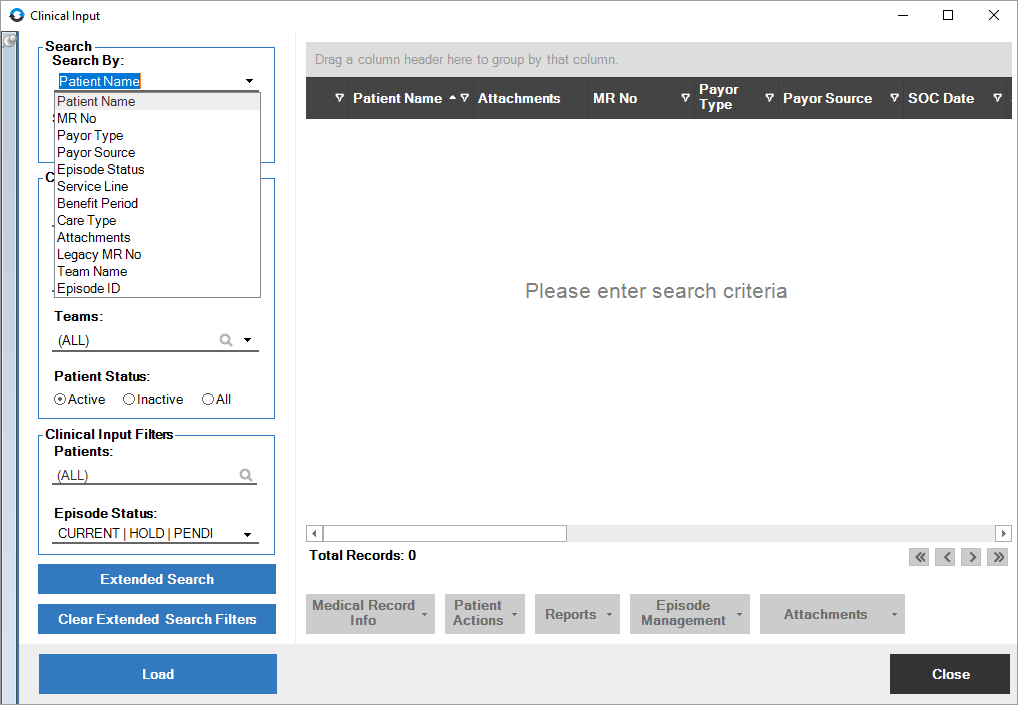 Clinical Input
Search
Search By:
Patient Name
Patient Name
MR No
Payor Type
Payor Source
Episode Status
Service Line
Benefit Period
Care Type
Attachments
Legacy MR No
Team Name
Episode ID
Teams:
(ALL)
Patient Status:
Active Inactive All
Clinical Input Filters
Patients:
(ALL)
Episode Status:
CURRENT | HOLD | PENDI
Extended Search
Clear Extended Search Filters
Load
Drag a column header here to group by that column.
Patient Name Attachments MR No Payor Type Payor Source SOC Date
Please enter search criteria
Total Records: 0
Medical Record Info
Patient Actions
Reports
Episode Management
Attachments
Close